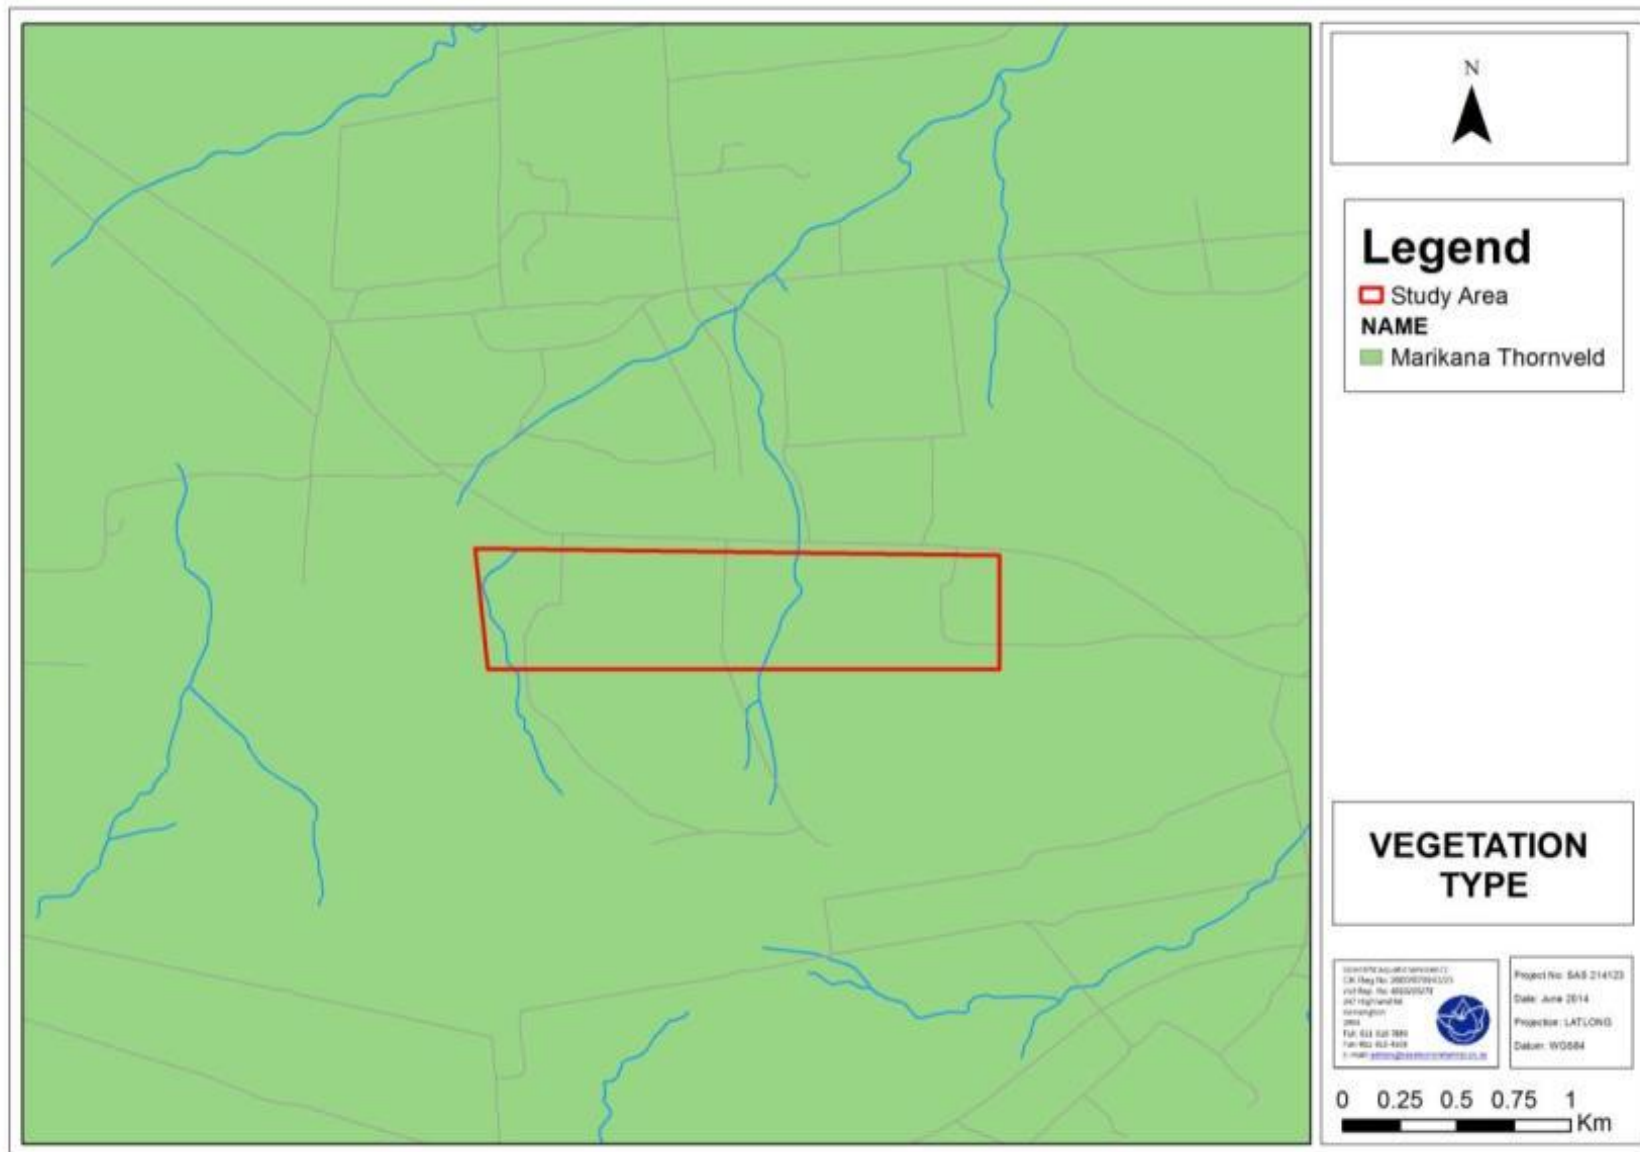 N
Legend
Study Area
NAME
Marikana Thornveld
VEGETATION
TYPE
Project No: SAS 214123
Date: June 2014
Projection: LATLONG
Datum: WGS84
0 0.25 0.5 0.75 1
Km